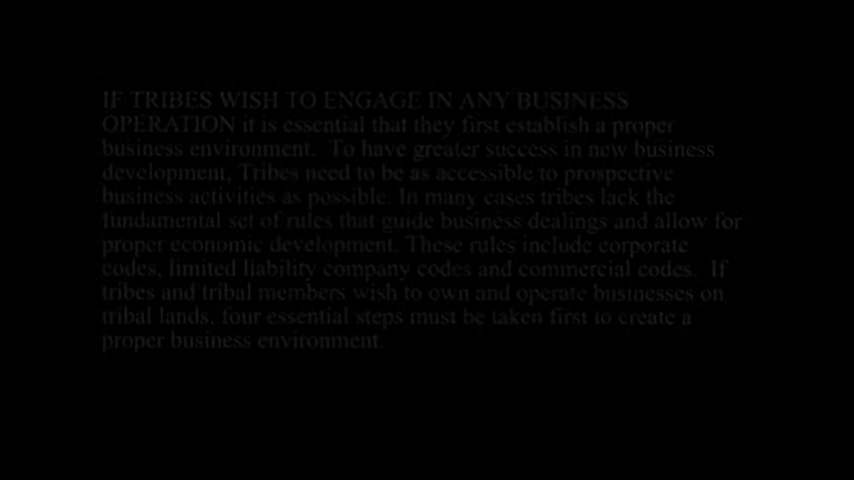 IF TRIBES WISH TO ENGAGE IN ANY BUSINESS
OPERATION it is essential that they first establish a proper
business environment.  To have greater success in new business
development, Tribes need to be as accessible to prospective
business activities as possible. In many cases tribes lack the
fundamental set of rules that guide business dealings and allow for
proper economic development. These rules include corporate
codes, limited liability company codes and commercial codes.  If
tribes and tribal members wish to own and operate businesses on
tribal lands, four essential steps must be taken first to create a
proper business environment.